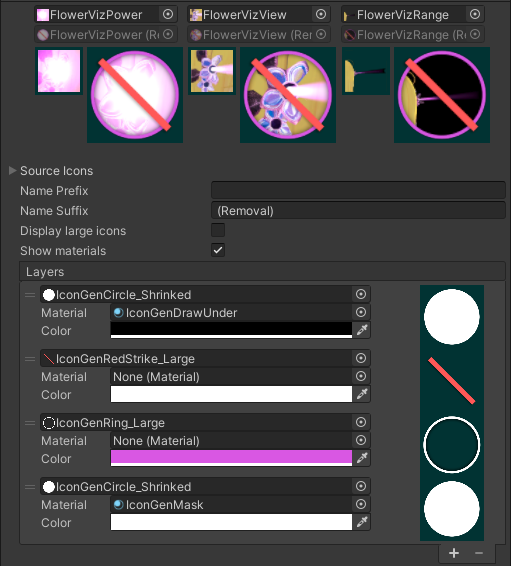 FlowerVizPower FlowerVizView FlowerVizRange
FlowerVizPower (Re FlowerVizView (Rem FlowerVizRange (R
Source Icons
Name Prefix
Name Suffix (Removal)
Display large icons
Show materials
Layers
IconGenCircle_Shrinked
Material IconGenDrawUnder
Color
IconGenRedStrike_Large
Material None (Material)
Color
IconGenRing_Large
Material None (Material)
Color
IconGenCircle_Shrinked
Material IconGenMask
Color